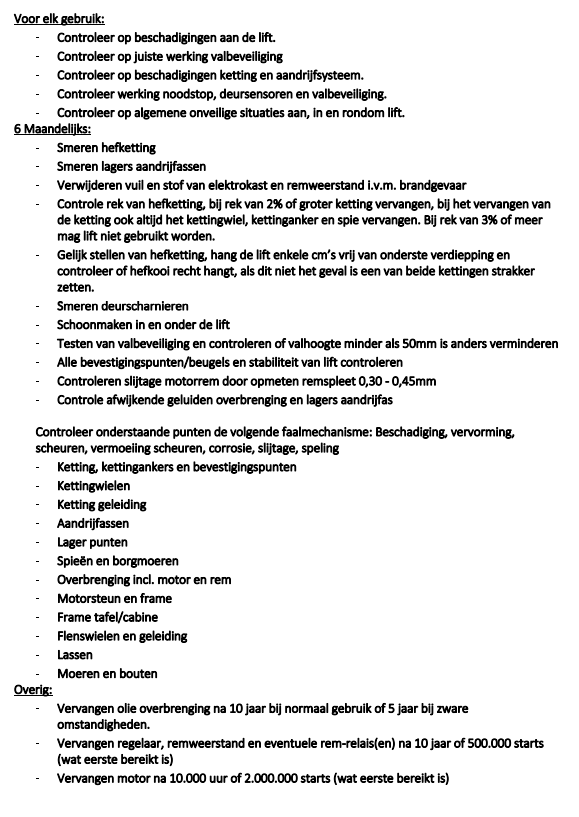 Voor elk gebruik:
- Controleer op beschadigingen aan de lift.
- Controleer op juiste werking valbeveiliging
- Controleer op beschadigingen ketting en aandrijfsysteem.
- Controleer werking noodstop, deursensoren en valbeveiliging.
- Controleer op algemene onveilige situaties aan, in en rondom lift.
6 Maandelijks:
- Smeren hefketting
- Smeren lagers aandrijfassen
- Verwijderen vuil en stof van elektrokast en remweerstand i.v.m. brandgevaar
- Controle rek van hefketting, bij rek van 2% of groter ketting vervangen, bij het vervangen van
de ketting ook altijd het kettingwiel, kettinganker en spie vervangen. Bij rek van 3% of meer
mag lift niet gebruikt worden.
- Gelijk stellen van hefketting, hang de lift enkele cm's vrij van onderste verdiepping en
controleer of hefkooi recht hangt, als dit niet het geval is een van beide kettingen strakker
zetten.
- Smeren deurscharnieren
- Schoonmaken in en onder de lift
- Testen van valbeveiliging en controleren of valhoogte minder als 50mm is anders verminderen
- Alle bevestigingspunten/beugels en stabiliteit van lift controleren
- Controleren slijtage motorrem door opmeten remspleet 0,30 - 0,45mm
- Controle afwijkende geluiden overbrenging en lagers aandrijfas
Controleer onderstaande punten de volgende faalmechanisme: Beschadiging, vervorming,
scheuren, vermoeiing scheuren, corrosie, slijtage, speling
- Ketting, kettingankers en bevestigingspunten
- Kettingwielen
- Ketting geleiding
- Aandrijfassen
- Lager punten
- Spieën en borgmoeren
- Overbrenging incl. motor en rem
- Motorsteun en frame
- Frame tafel/cabine
- Flenswielen en geleiding
- Lassen
- Moeren en bouten
Overig:
- Vervangen olie overbrenging na 10 jaar bij normaal gebruik of 5 jaar bij zware
omstandigheden.
- Vervangen regelaar, remweerstand en eventuele rem-relais(en) na 10 jaar of 500.000 starts
(wat eerste bereikt is)
- Vervangen motor na 10.000 uur of 2.000.000 starts (wat eerste bereikt is)